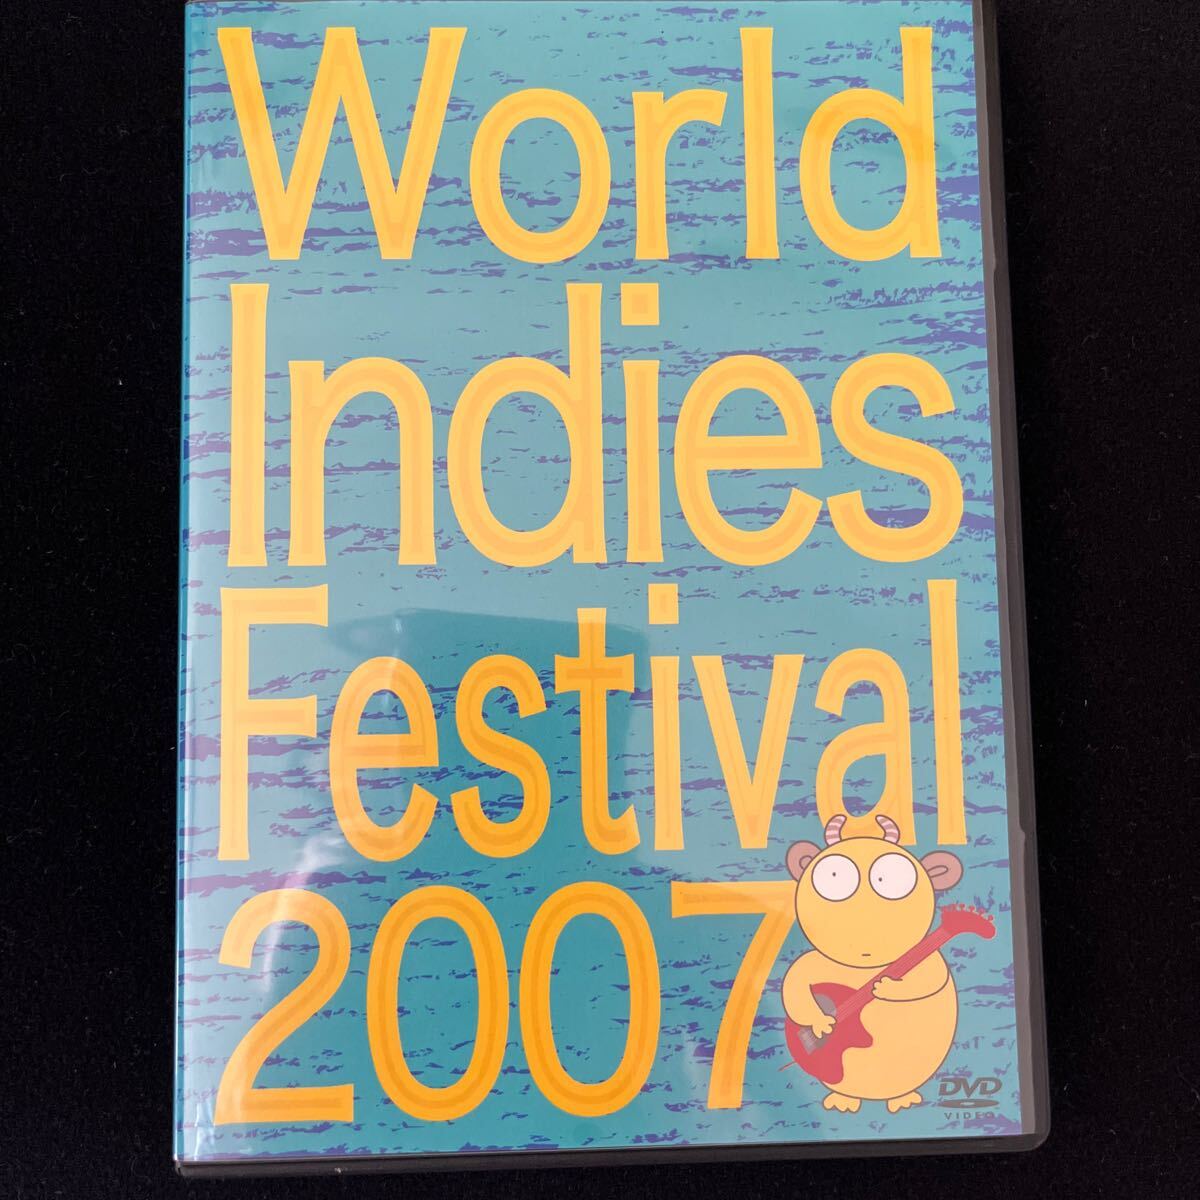 World
Indies
Festival
2007
DVD
VIDEO